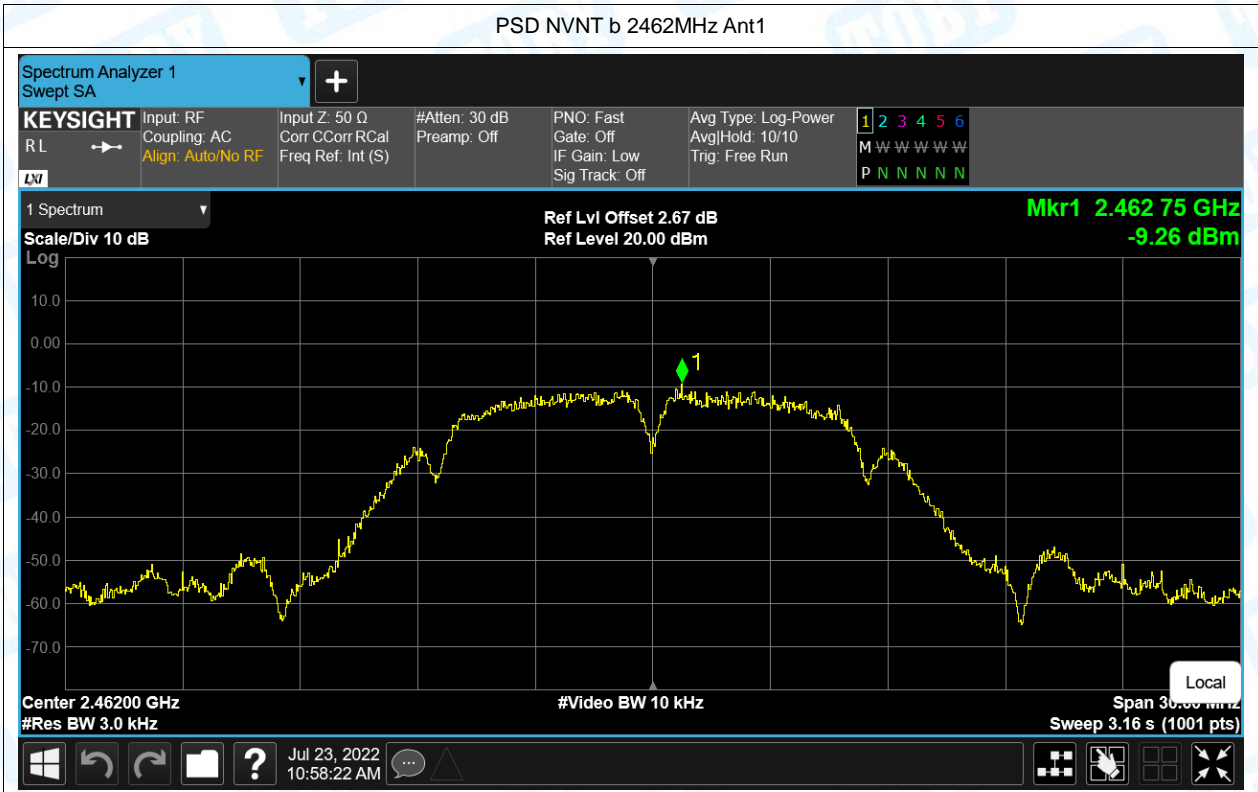 PSD NVNT b 2462MHz Ant1
Spectrum Analyzer 1
Swept SA
KEYSIGHT
RL
LXI
Input: RF
Coupling: AC
Align: Auto/No RF
Input Z: 50 Ω
Corr CCorr RCal
Freq Ref: Int (S)
#Atten: 30 dB
Preamp: Off
PNO: Fast
Gate: Off
IF Gain: Low
Sig Track: Off
Avg Type: Log-Power
Avg|Hold: 10/10
Trig: Free Run
1 2 3 4 5 6
M W W W W W W
P N N N N N N
1 Spectrum
Scale/Div 10 dB
Ref Lvl Offset 2.67 dB
Ref Level 20.00 dBm
Mkr1 2.462 75 GHz
-9.26 dBm
Log
10.0
0.00
-10.0
-20.0
-30.0
-40.0
-50.0
-60.0
-70.0
1
Local
Center 2.46200 GHz
#Video BW 10 kHz
Span 30.00 MHz
#Res BW 3.0 kHz
Sweep 3.16 s (1001 pts)
Jul 23, 2022
10:58:22 AM